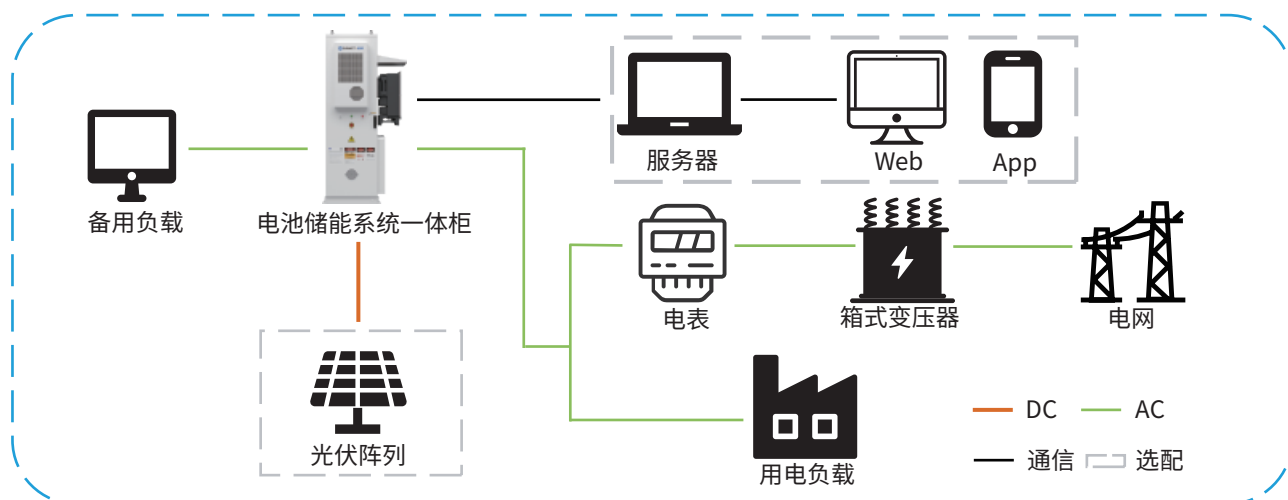 服务器
Web
App
备用负载
电池储能系统一体柜
电表
箱式变压器
电网
光伏阵列
用电负载
DC
AC
通信
选配